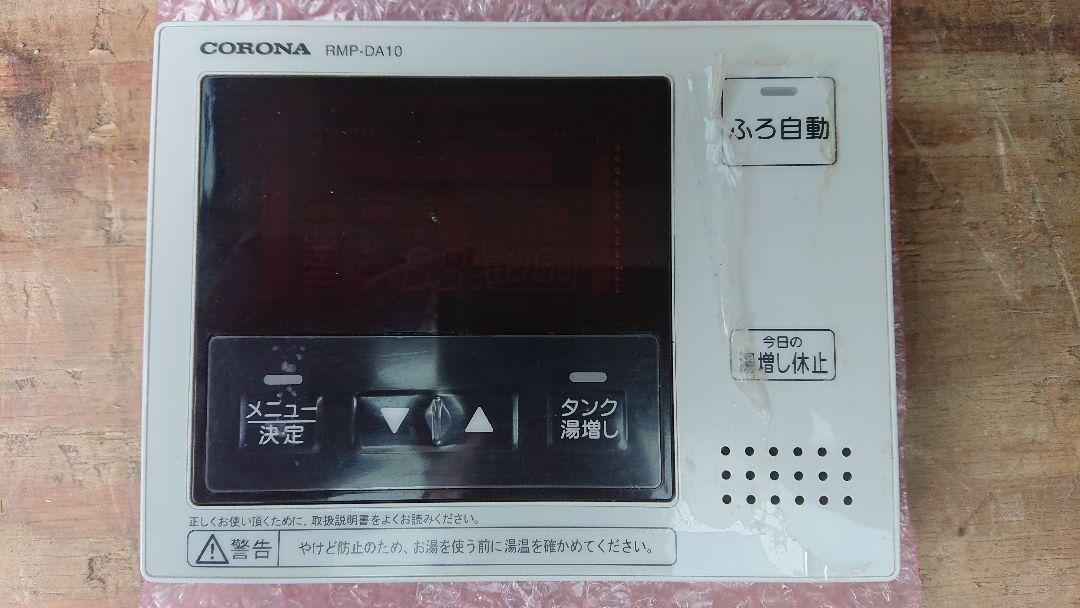 CORONA RMP-DA10
ふろ自動
今日の
湯増し休止
メニュー
決定
▼ ▲
タンク
湯増し
正しくお使い頂くために、取扱説明書をよくお読みください。
警告 やけど防止のため、お湯を使う前に湯温を確かめてください。